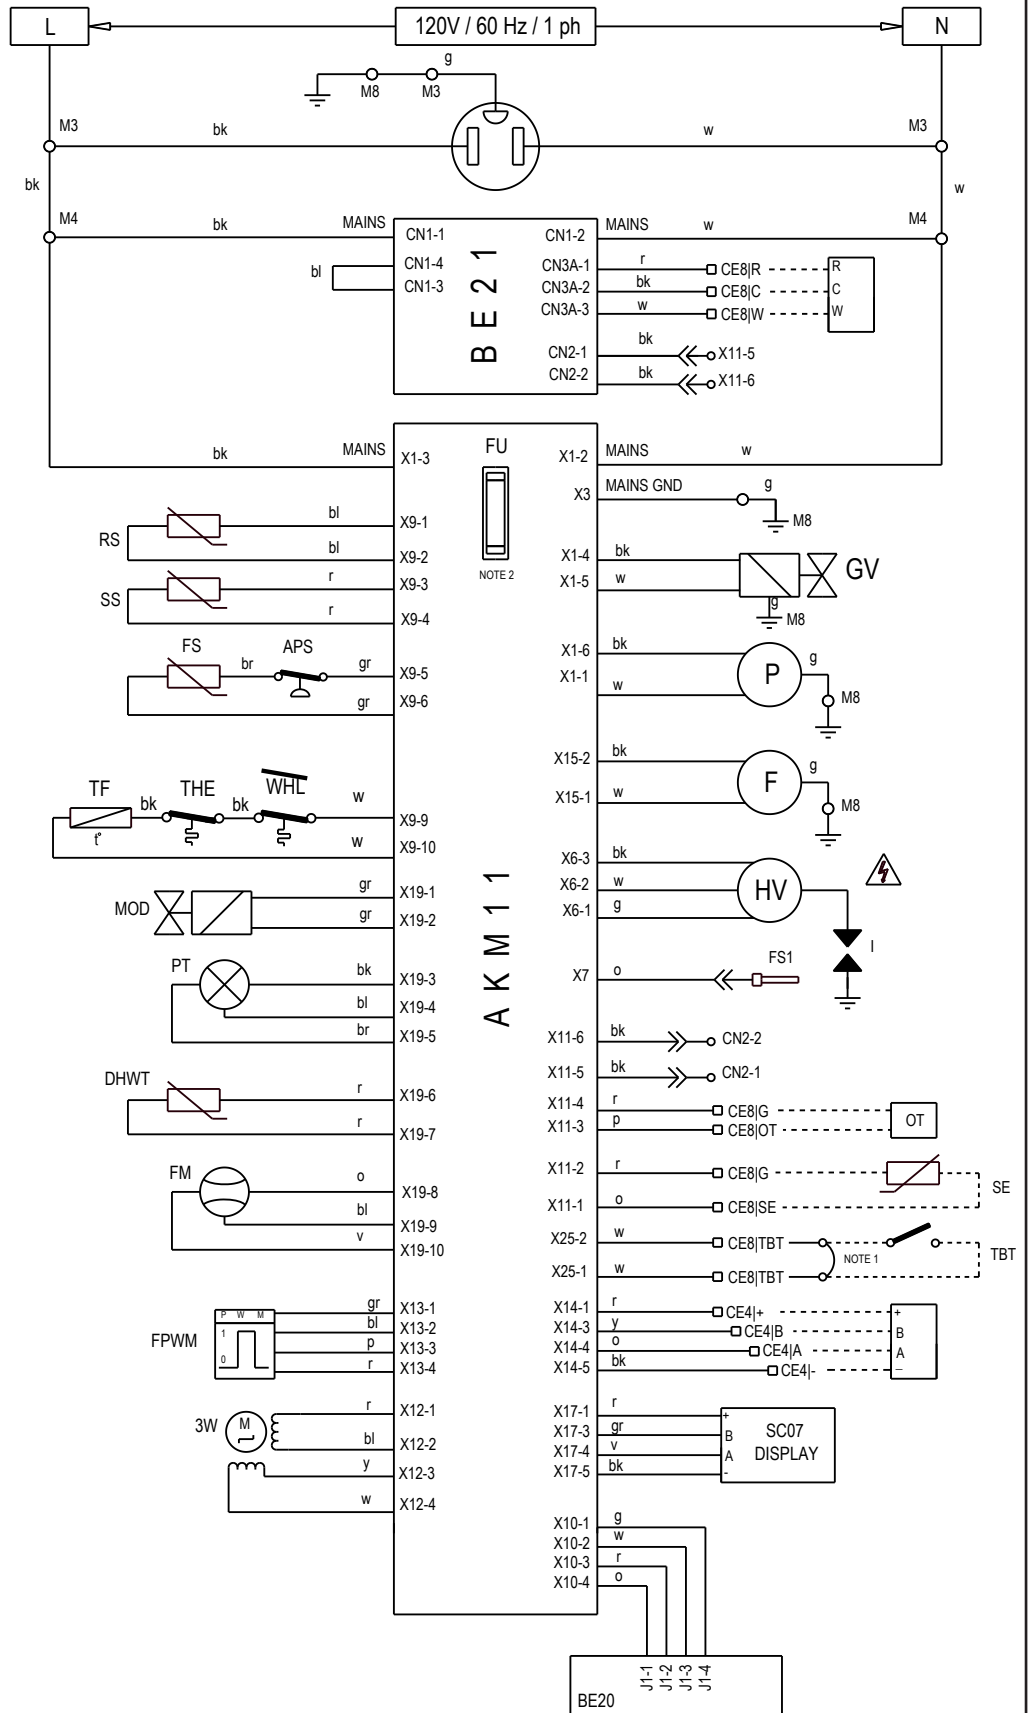 L
120V / 60 Hz / 1 ph
N
g
M8
M3
M3
bk
w
M3
bk
w
M4
bk
MAINS
CN1-1
CN1-2
MAINS
w
M4
bl
CN1-4
CN1-3
BE21
CN3A-1
r
CE8|R
R
CN3A-2
bk
CE8|C
C
CN3A-3
w
CE8|W
W
CN2-1
bk
X11-5
CN2-2
bk
X11-6
bk
MAINS
X1-3
FU
X1-2
MAINS
w
X3
MAINS GND
g
M8
NOTE 2
RS
bl
X9-1
bl
X9-2
SS
r
X9-3
r
X9-4
X1-4
bk
X1-5
w
g
M8
GV
FS
br
APS
gr
X9-5
gr
X9-6
X1-6
bk
X1-1
w
P
g
M8
X15-2
bk
X15-1
w
F
g
M8
TF
t°
bk
THE
bk
WHL
w
X9-9
w
X9-10
X6-3
bk
X6-2
w
X6-1
g
HV
I
MOD
gr
X19-1
gr
X19-2
AKM11
PT
bk
X19-3
bl
X19-4
br
X19-5
X7
o
FS1
X11-6
bk
CN2-2
X11-5
bk
CN2-1
DHWT
r
X19-6
r
X19-7
X11-4
r
CE8|G
X11-3
p
CE8|OT
OT
FM
o
X19-8
bl
X19-9
v
X19-10
X11-2
r
CE8|G
X11-1
o
CE8|SE
SE
X25-2
w
CE8|TBT
X25-1
w
CE8|TBT
NOTE 1
TBT
FPWM
P W M
1
0
gr
X13-1
bl
X13-2
p
X13-3
r
X13-4
X14-1
r
CE4|+
+
X14-3
y
CE4|B
B
X14-4
o
CE4|A
A
X14-5
bk
CE4|-
–
3W
M
r
X12-1
bl
X12-2
y
X12-3
w
X12-4
X17-1
r
+
X17-3
gr
B
X17-4
v
A
X17-5
bk
-
SC07
DISPLAY
X10-1
g
X10-2
w
X10-3
r
X10-4
o
J1-1
J1-2
J1-3
J1-4
BE20